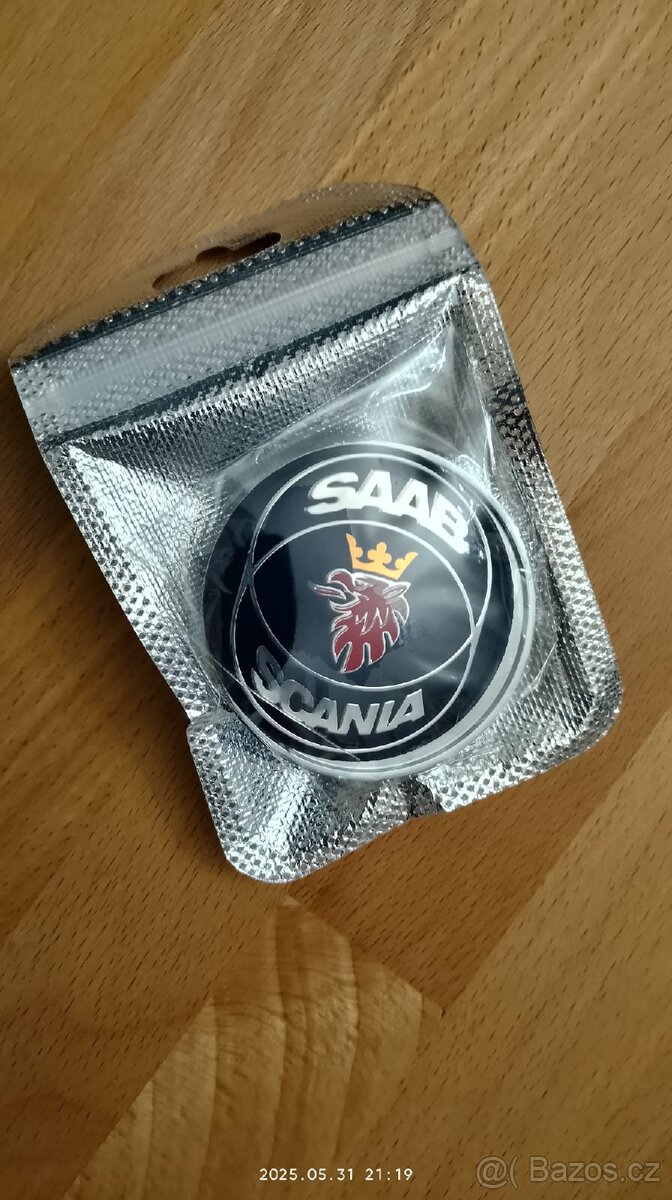 SAAB
SCANIA
2025.05.31 21:19
@( Bazos.cz